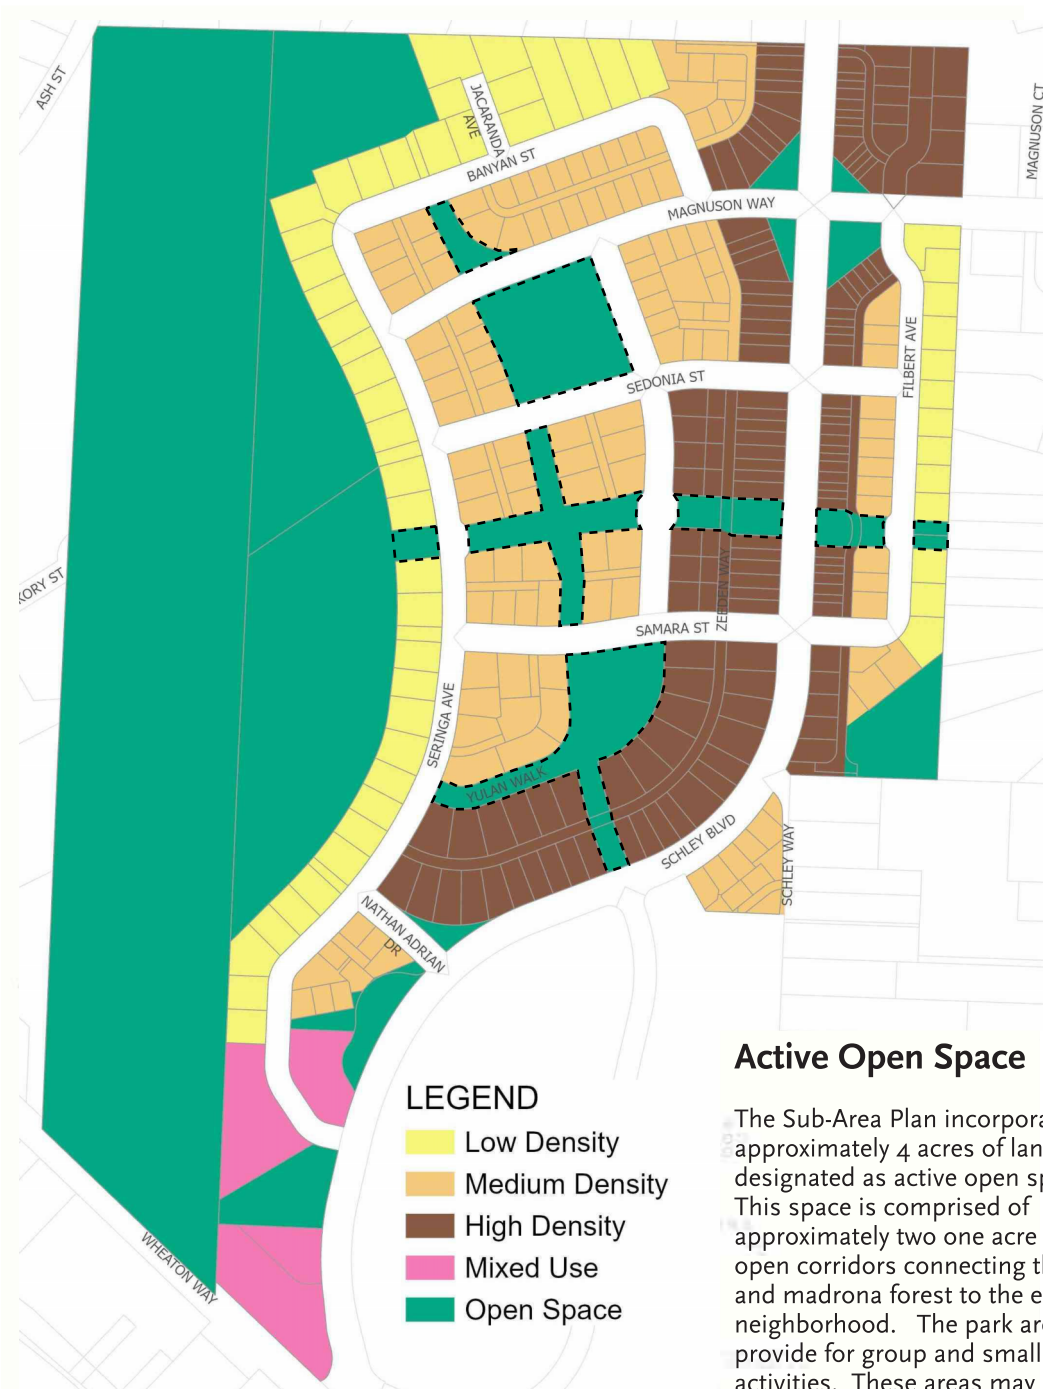 ASH ST
JACARANDA
AVE
BANYAN ST
MAGNUSON CT
MAGNUSON WAY
FILBERT AVE
SEDONIA ST
KORY ST
ZEEDEN WAY
SAMARA ST
SERINGA AVE
YULAN WALK
SCHLEY BLVD
SCHLEY WAY
NATHAN ADRIAN
DR
WHEATON WAY
LEGEND
Low Density
Medium Density
High Density
Mixed Use
Open Space
Active Open Space
The Sub-Area Plan incorpora
approximately 4 acres of lan
designated as active open sp
This space is comprised of
approximately two one acre
open corridors connecting th
and madrona forest to the e
neighborhood. The park are
provide for group and small
activities. These areas may